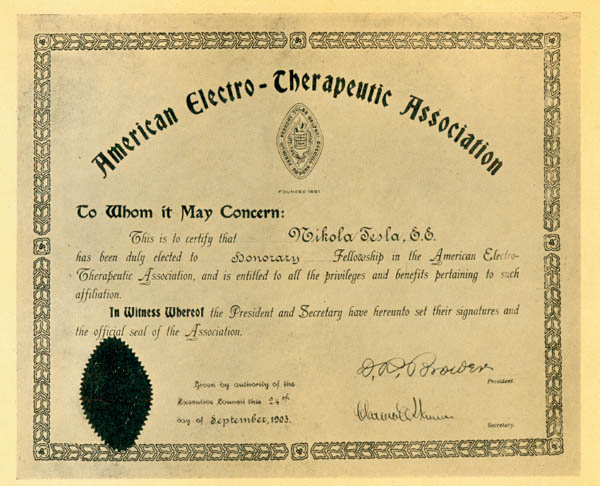 American Electro-Therapeutic Association
FOUNDED 1891
To Whom it May Concern:
This is to certify that Nikola Tesla, E.E.
has been duly elected to Honorary Fellowship in the American Electro-
Therapeutic Association, and is entitled to all the privileges and benefits pertaining to such
affiliation.
In Witness Whereof the President and Secretary have hereunto set their signatures and
the official seal of the Association.
D. R. Brower
President.
Given by authority of the
Executive Council this 24th
day of September, 1903.
Secretary.